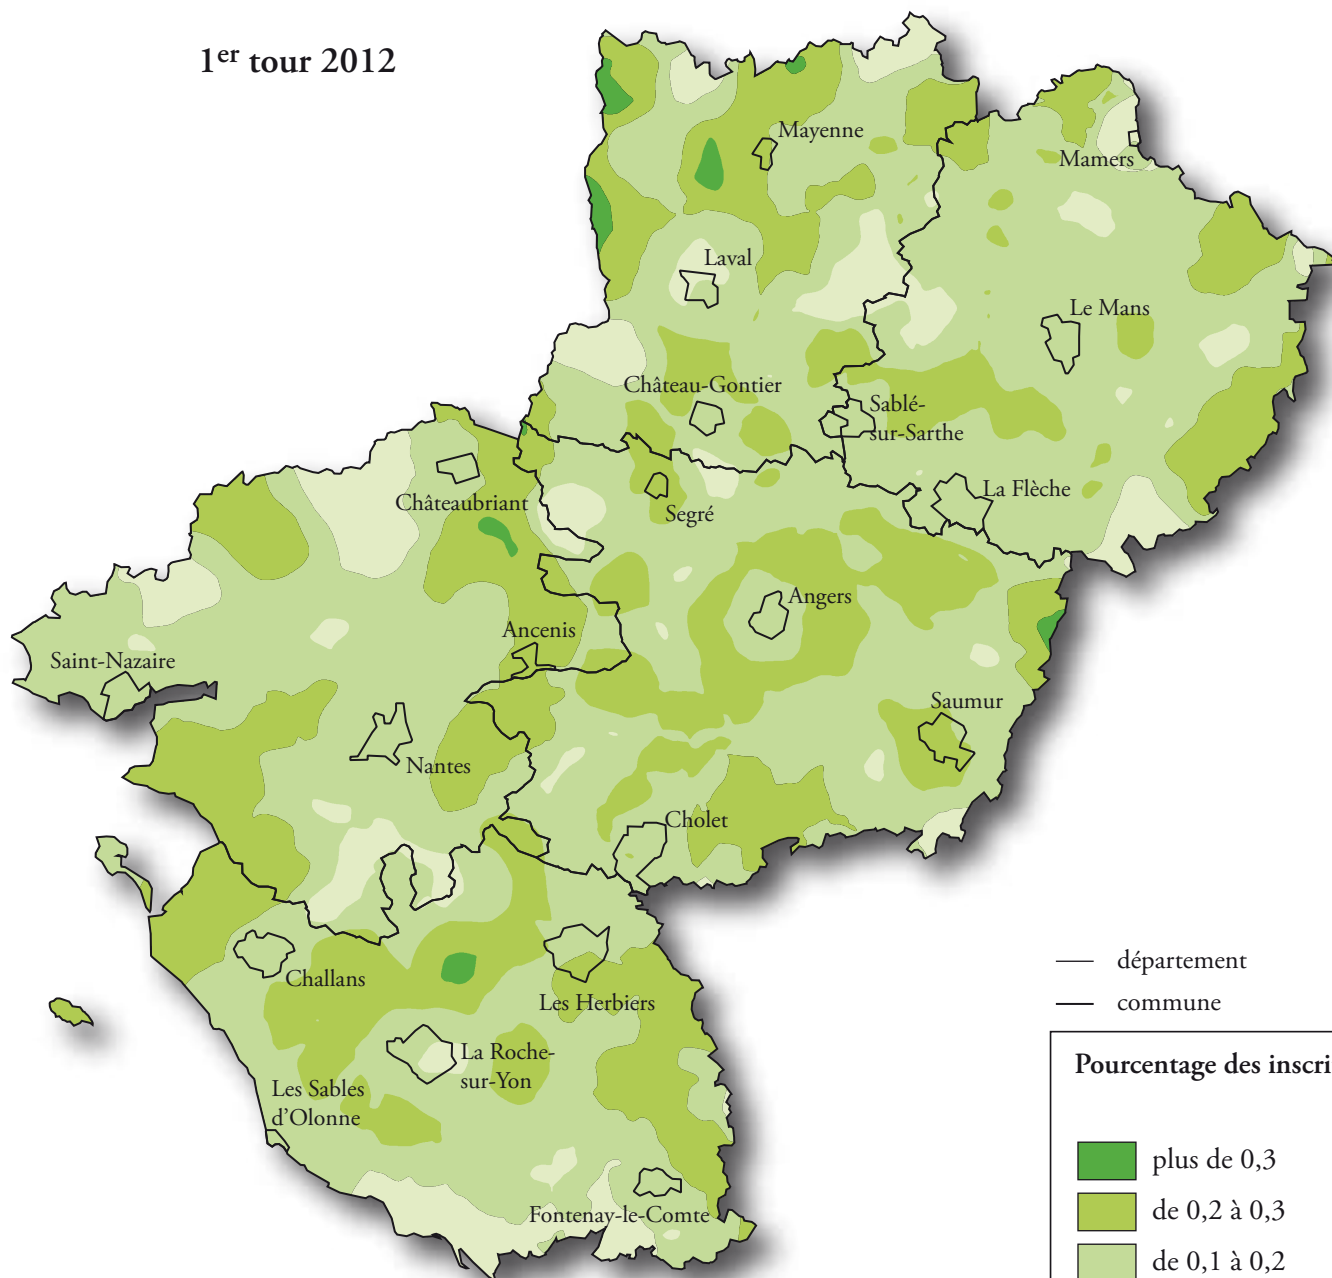 1er tour 2012
Mayenne
Mamers
Laval
Le Mans
Château-Gontier
Sablé-
sur-Sarthe
Châteaubriant
Segré
La Flèche
Angers
Ancenis
Saint-Nazaire
Saumur
Nantes
Cholet
Challans
Les Herbiers
La Roche-
sur-Yon
Les Sables
d'Olonne
Fontenay-le-Comte
département
commune
Pourcentage des inscri
plus de 0,3
de 0,2 à 0,3
de 0,1 à 0,2